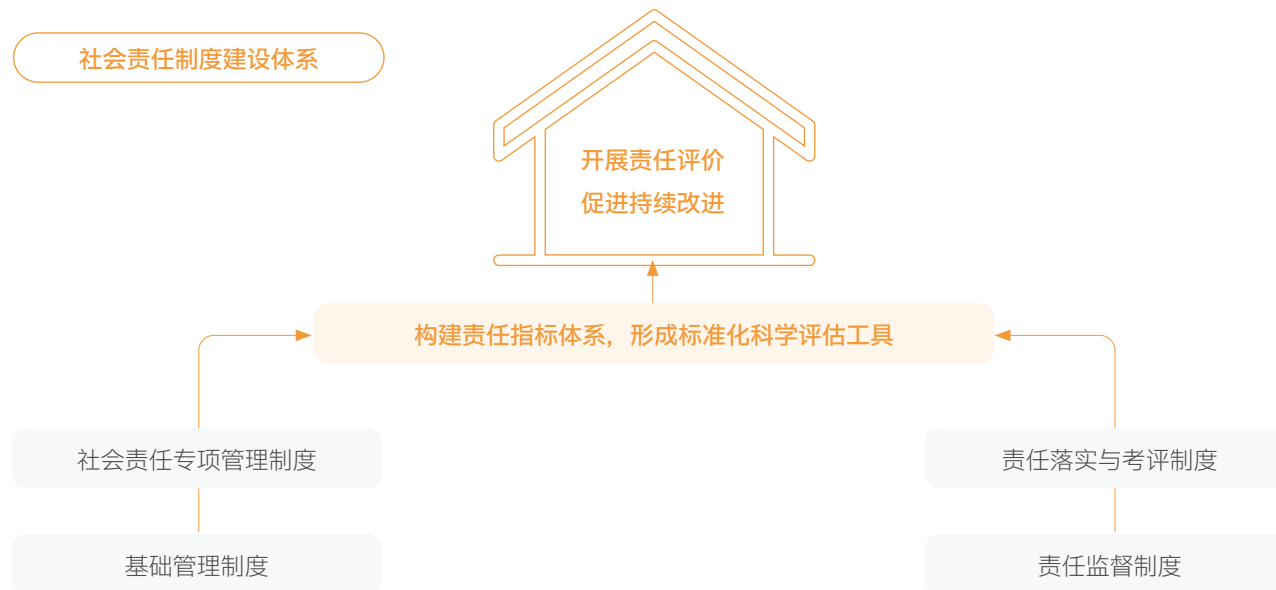 社会责任制度建设体系
开展责任评价
促进持续改进
构建责任指标体系，形成标准化科学评估工具
社会责任专项管理制度
责任落实与考评制度
基础管理制度
责任监督制度